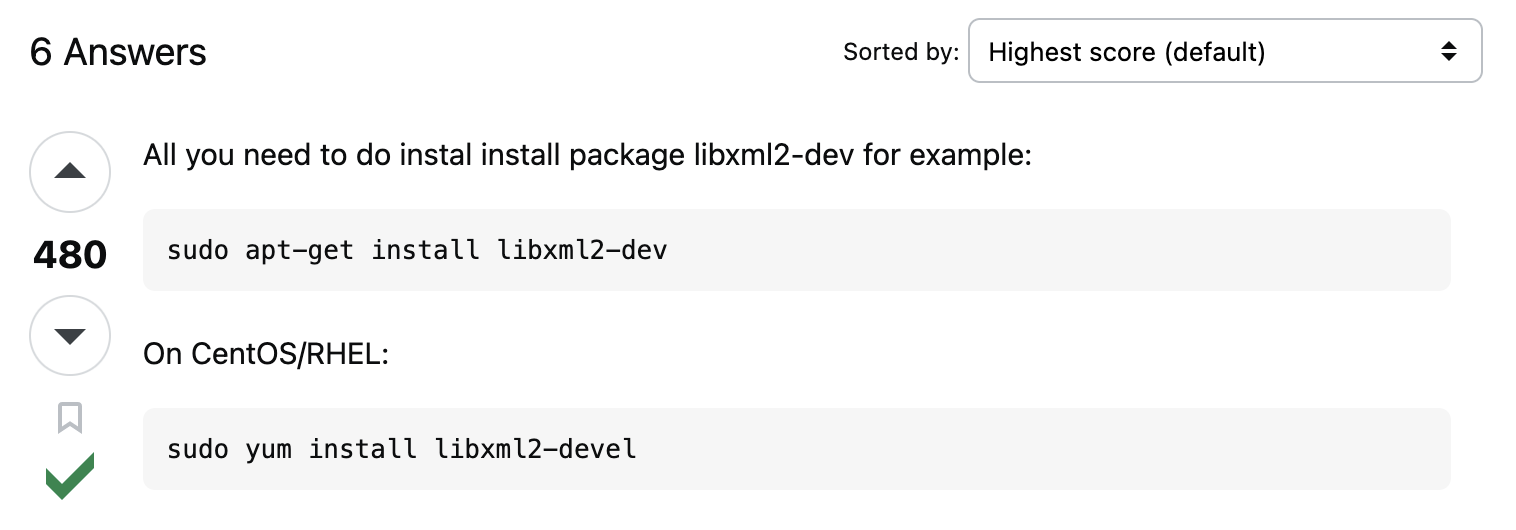 6 Answers
Sorted by: Highest score (default)
All you need to do instal install package libxml2-dev for example:
480
sudo apt-get install libxml2-dev
On CentOS/RHEL:
sudo yum install libxml2-devel